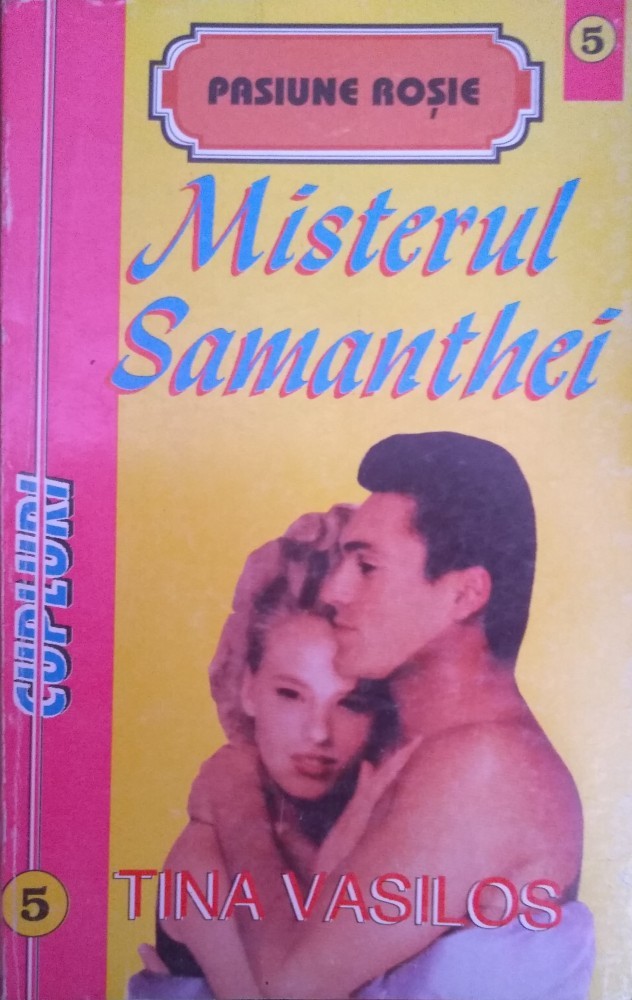 PASIUNE ROȘIE
5
Misterul
Samanthei
CUPLURI
5
TINA VASILOS